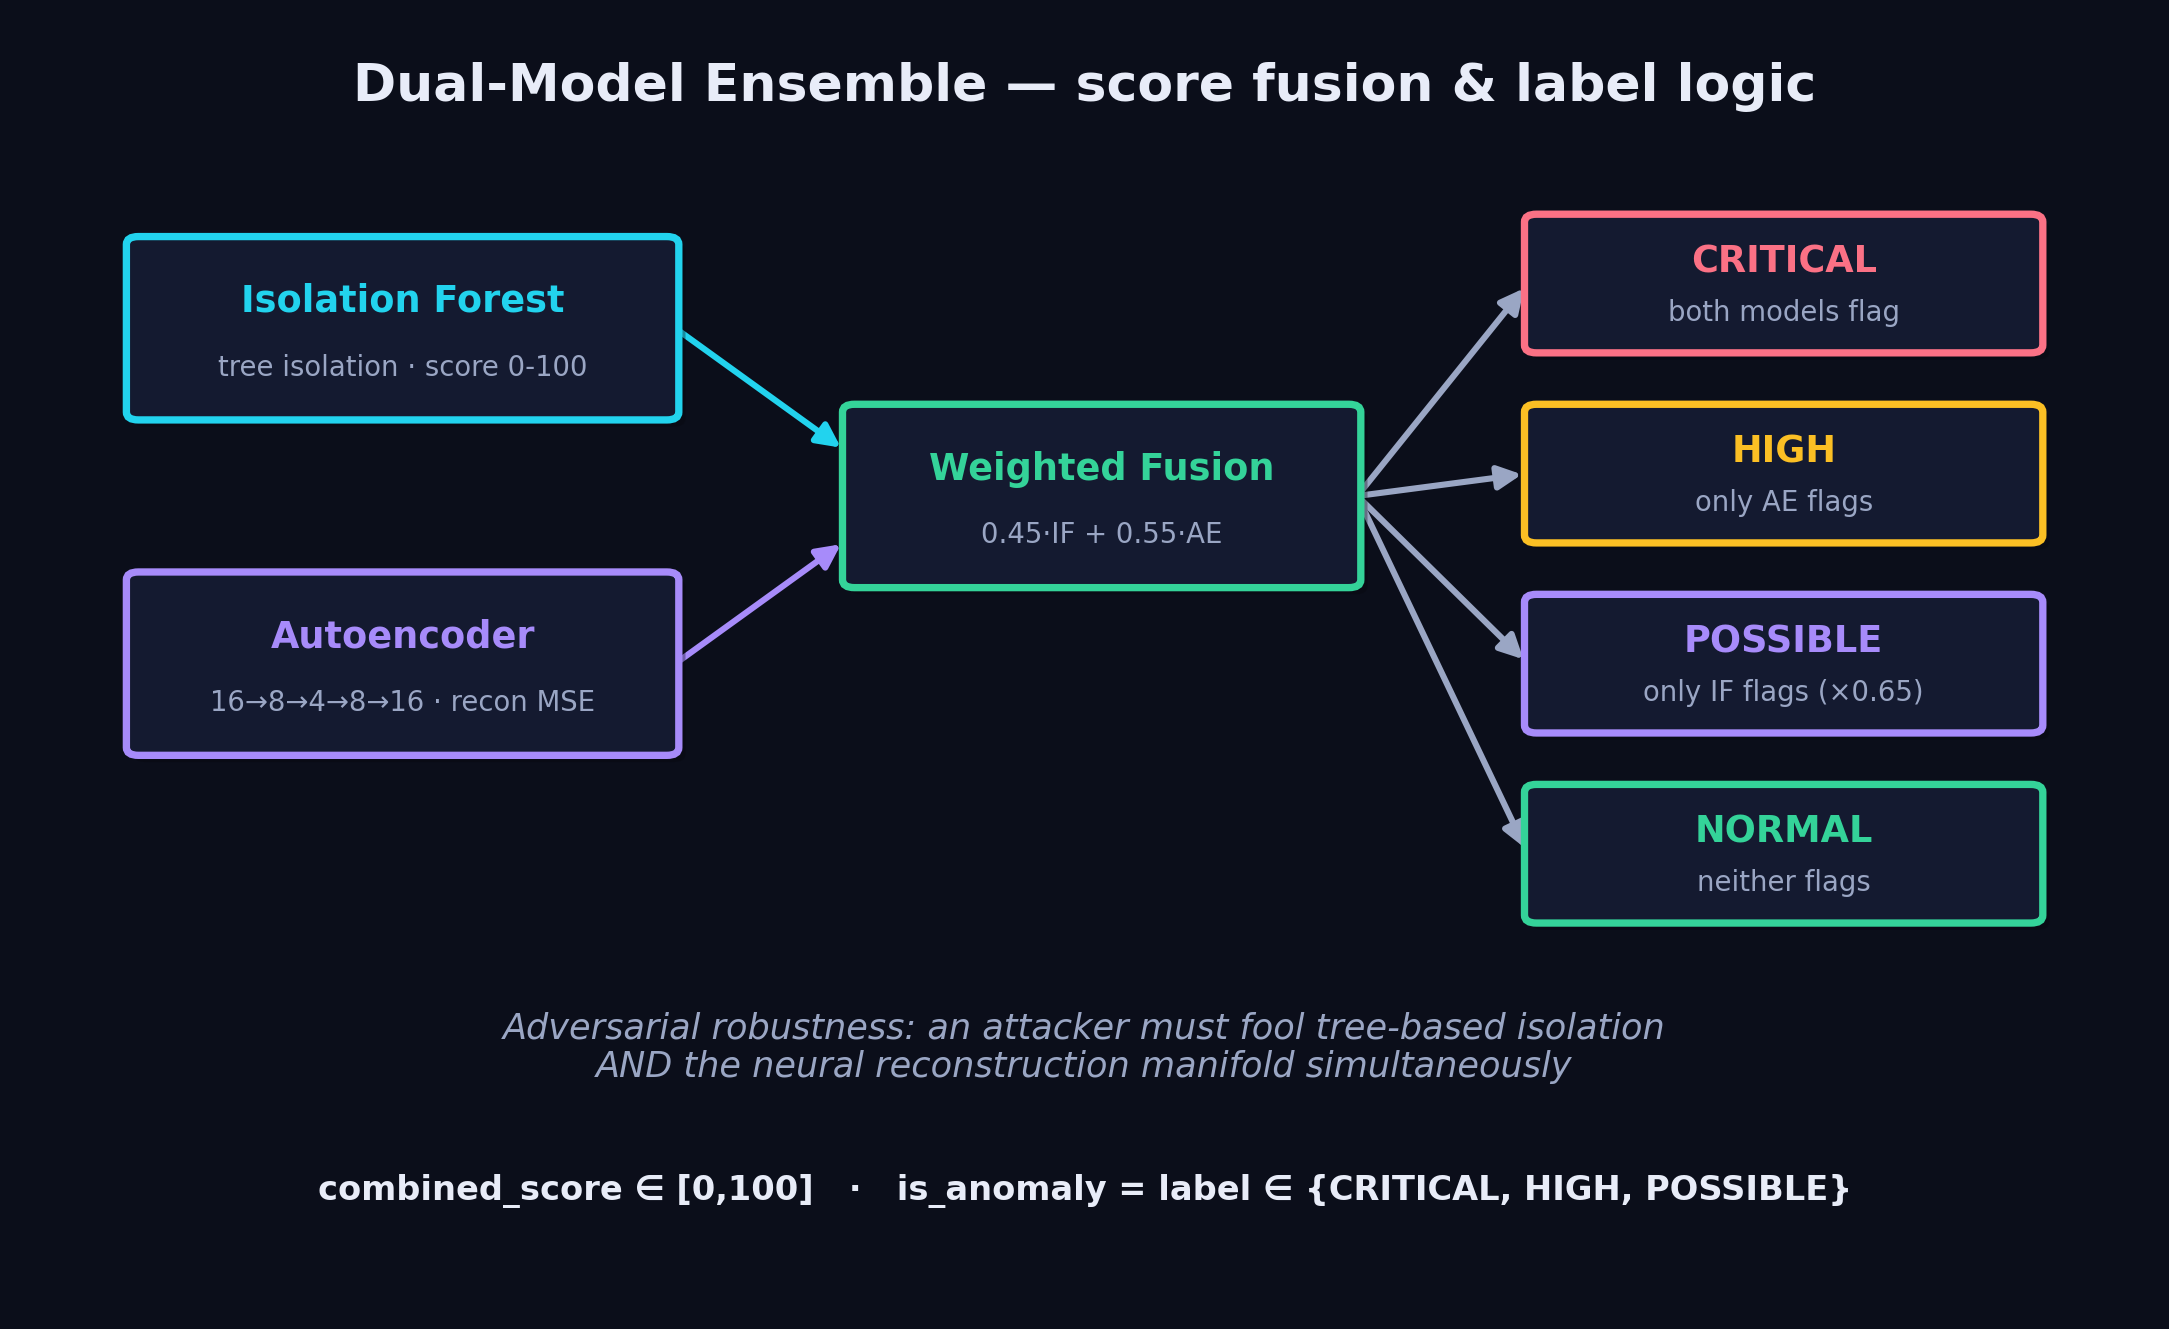 Dual-Model Ensemble — score fusion & label logic
Isolation Forest
tree isolation · score 0-100
Autoencoder
16→8→4→8→16 · recon MSE
Weighted Fusion
0.45·IF + 0.55·AE
CRITICAL
both models flag
HIGH
only AE flags
POSSIBLE
only IF flags (×0.65)
NORMAL
neither flags
Adversarial robustness: an attacker must fool tree-based isolation
AND the neural reconstruction manifold simultaneously
combined_score ∈ [0,100] · is_anomaly = label ∈ {CRITICAL, HIGH, POSSIBLE}